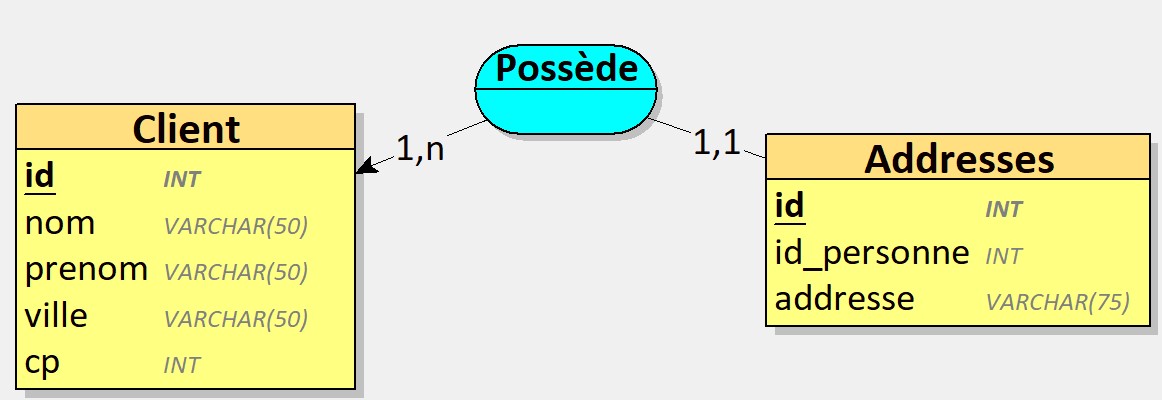 Possède
Client
1,n
1,1
Addresses
id INT
nom VARCHAR(50)
prenom VARCHAR(50)
ville VARCHAR(50)
cp INT
id INT
id_personne INT
addresse VARCHAR(75)